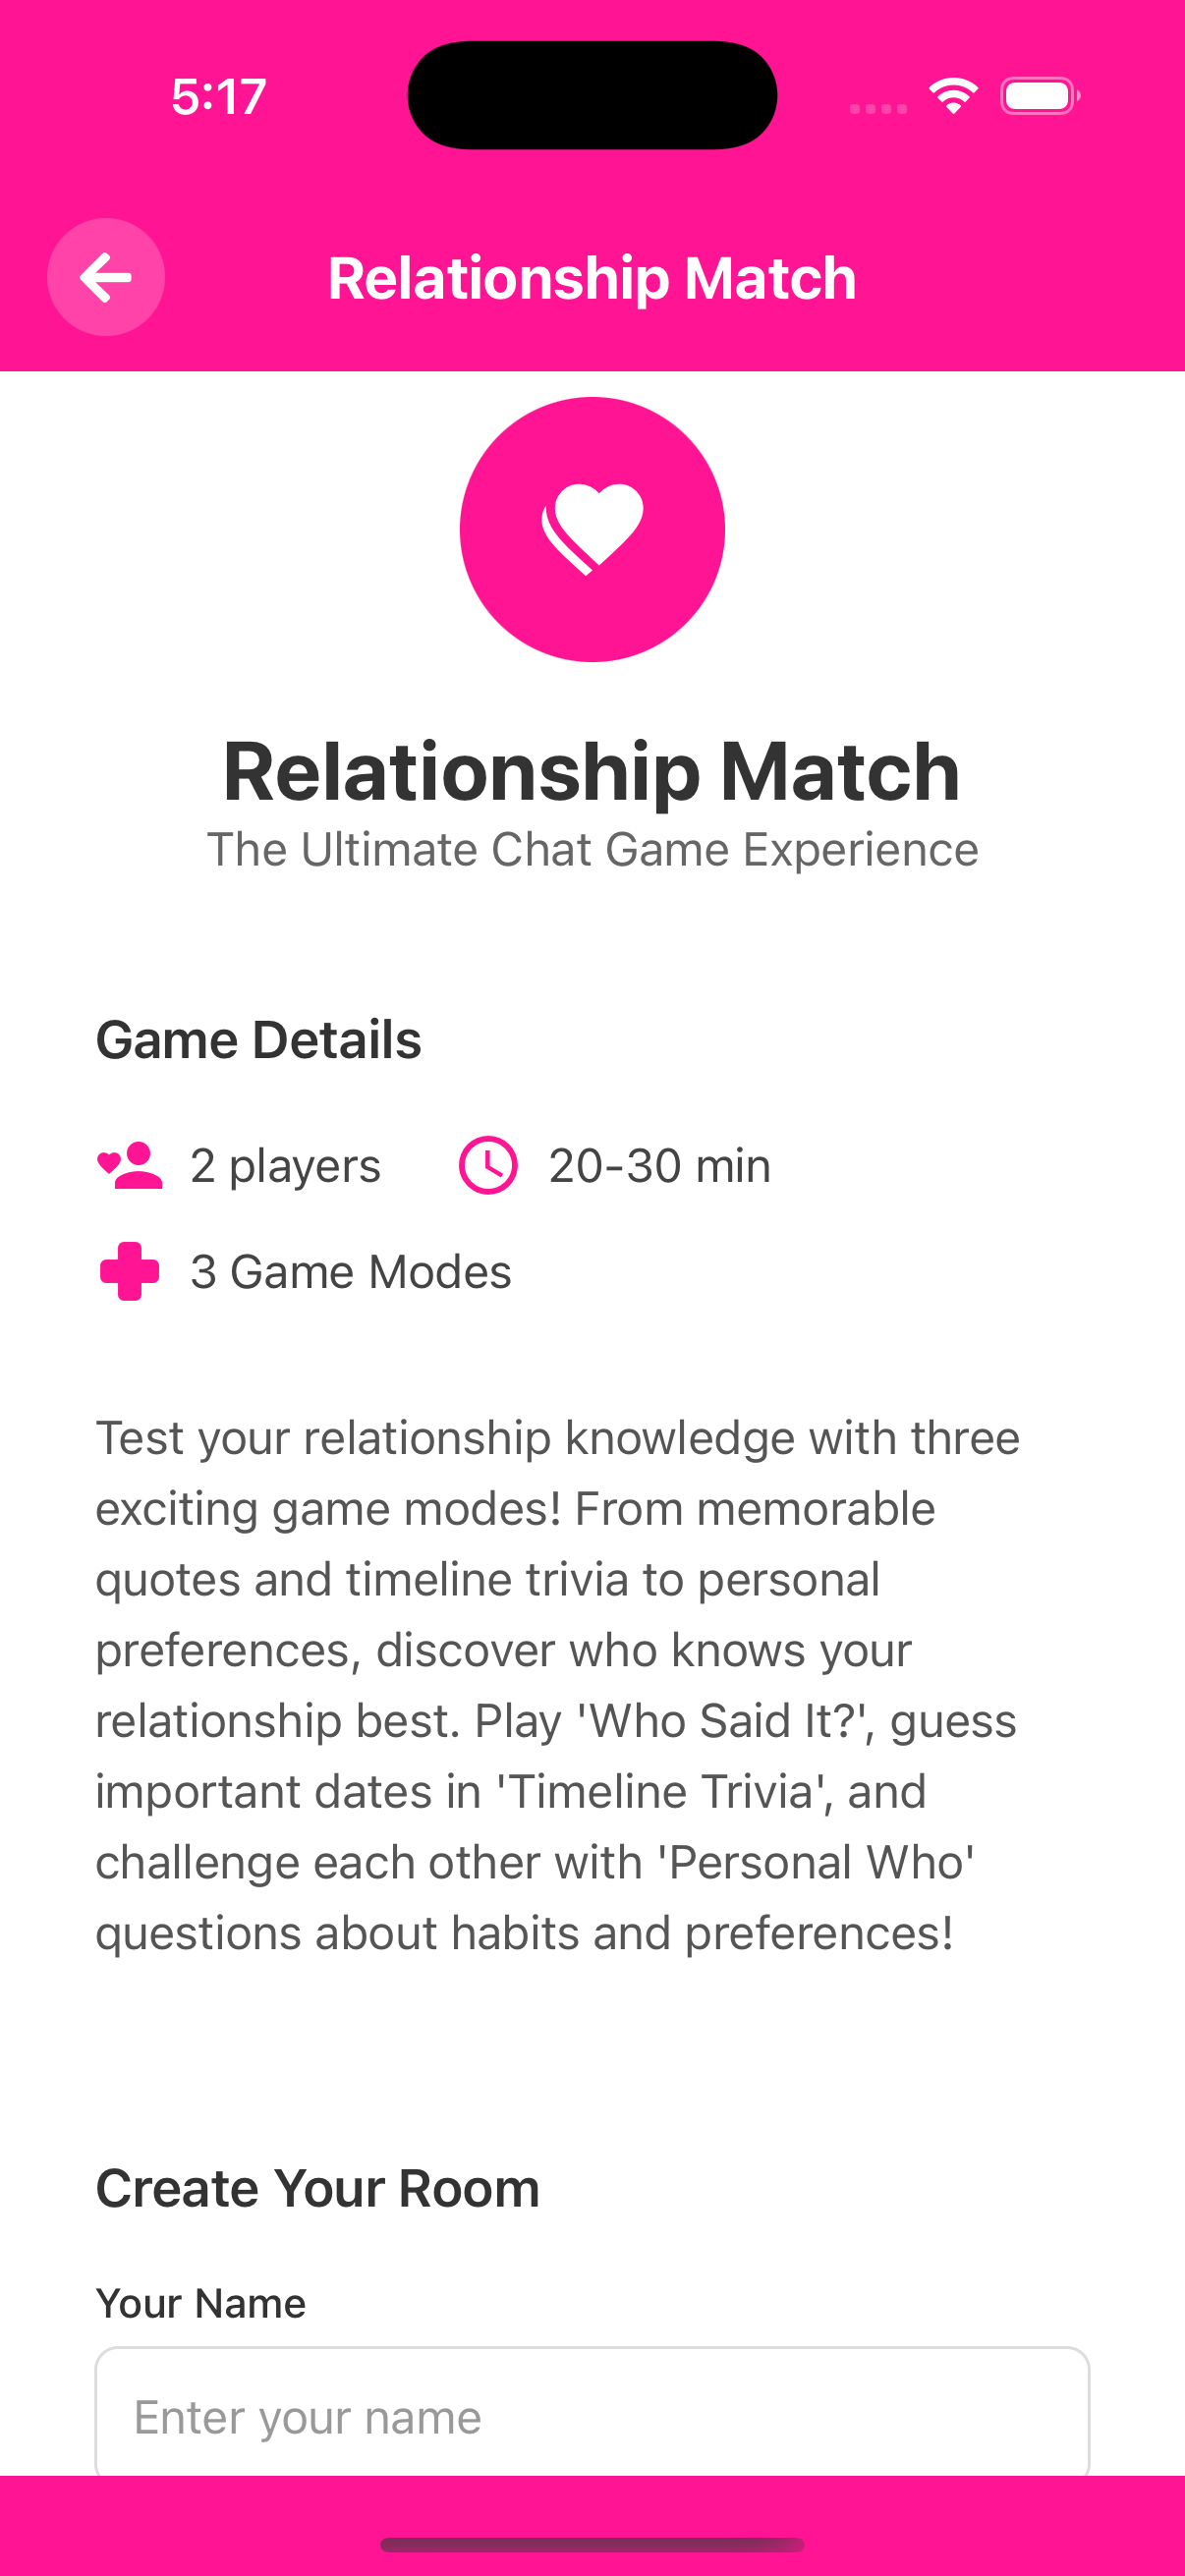 5:17
Relationship Match
Relationship Match
The Ultimate Chat Game Experience
Game Details
2 players
20-30 min
3 Game Modes
Test your relationship knowledge with three
exciting game modes! From memorable
quotes and timeline trivia to personal
preferences, discover who knows your
relationship best. Play 'Who Said It?', guess
important dates in 'Timeline Trivia', and
challenge each other with 'Personal Who'
questions about habits and preferences!
Create Your Room
Your Name
Enter your name